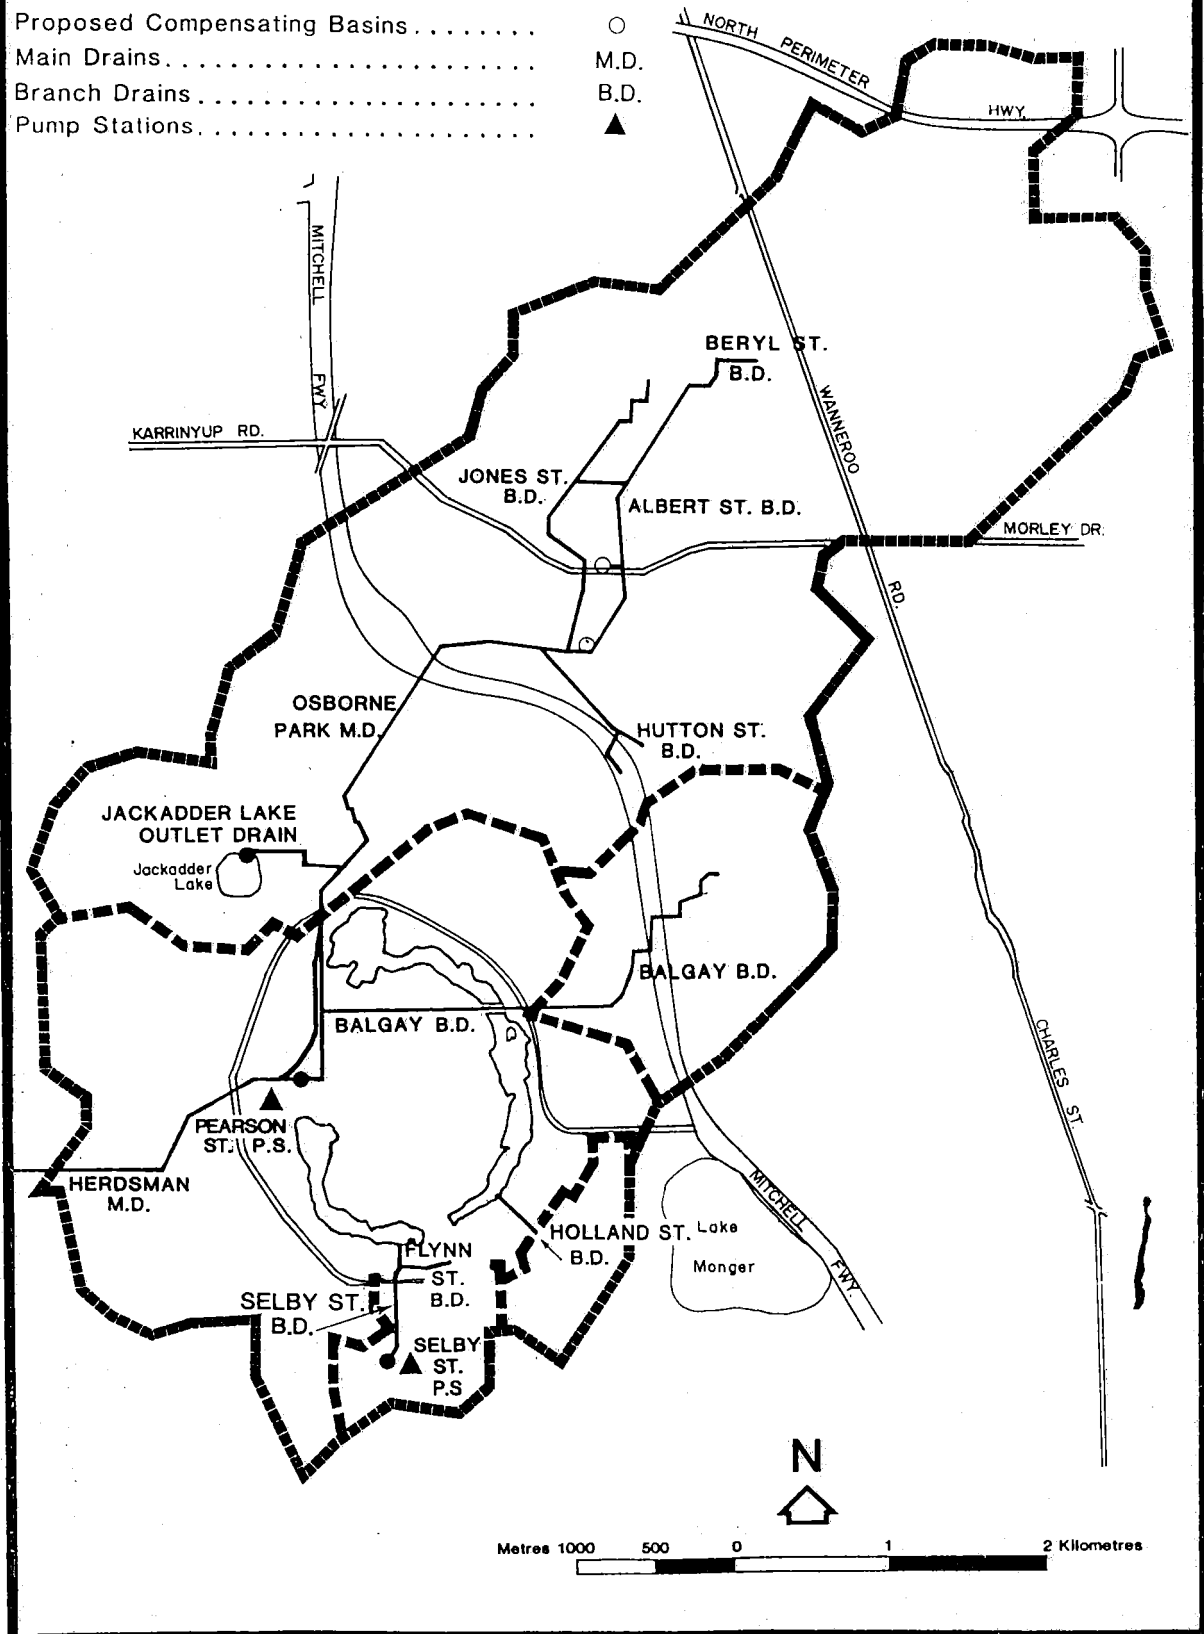 Proposed Compensating Basins ........
Main Drains ....................... M.D.
Branch Drains ..................... B.D.
Pump Stations .....................
NORTH PERIMETER HWY.
MITCHELL FWY.
BERYL ST.
B.D.
WANNEROO RD.
KARRINYUP RD.
JONES ST.
B.D.
ALBERT ST. B.D.
MORLEY DR.
OSBORNE
PARK M.D.
HUTTON ST.
B.D.
JACKADDER LAKE
OUTLET DRAIN
Jackadder
Lake
BALGAY B.D.
BALGAY B.D.
CHARLES ST.
PEARSON
ST. P.S.
HERDSMAN
M.D.
MITCHELL FWY.
HOLLAND ST.
B.D.
Lake
Monger
FLYNN
ST.
B.D.
SELBY ST.
B.D.
SELBY
ST.
P.S
N
Metres 1000 500 0 1 2 Kilometres